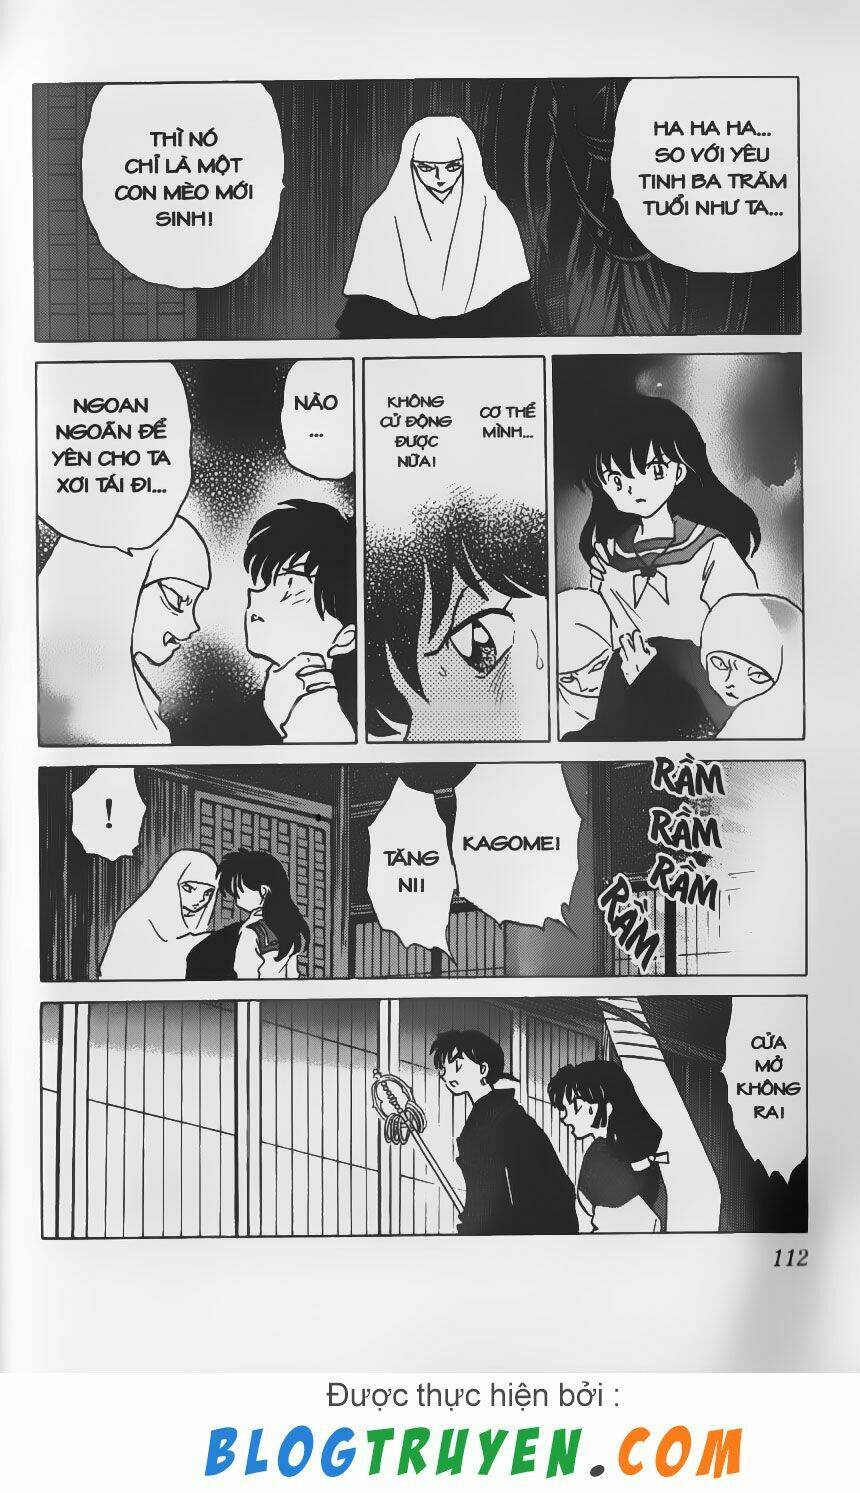 HA HA HA...
SO VỚI YÊU
TINH BA TRĂM
TUỔI NHƯ TA...
THÌ NÓ
CHỈ LÀ MỘT
CON MÈO MỚI
SINH!
CƠ THỂ
MÌNH...
KHÔNG
CỬ ĐỘNG
ĐƯỢC
NỮA!
NÀO
...
NGOAN
NGOÃN ĐỂ
YÊN CHO TA
XƠI TÁI ĐI...
RẦM
RẦM
RẦM
RẦM
KAGOME!
TĂNG
NI!
!
CỬA
MỞ
KHÔNG
RA!
112
Được thực hiện bởi :
BLOGTRUYEN.COM